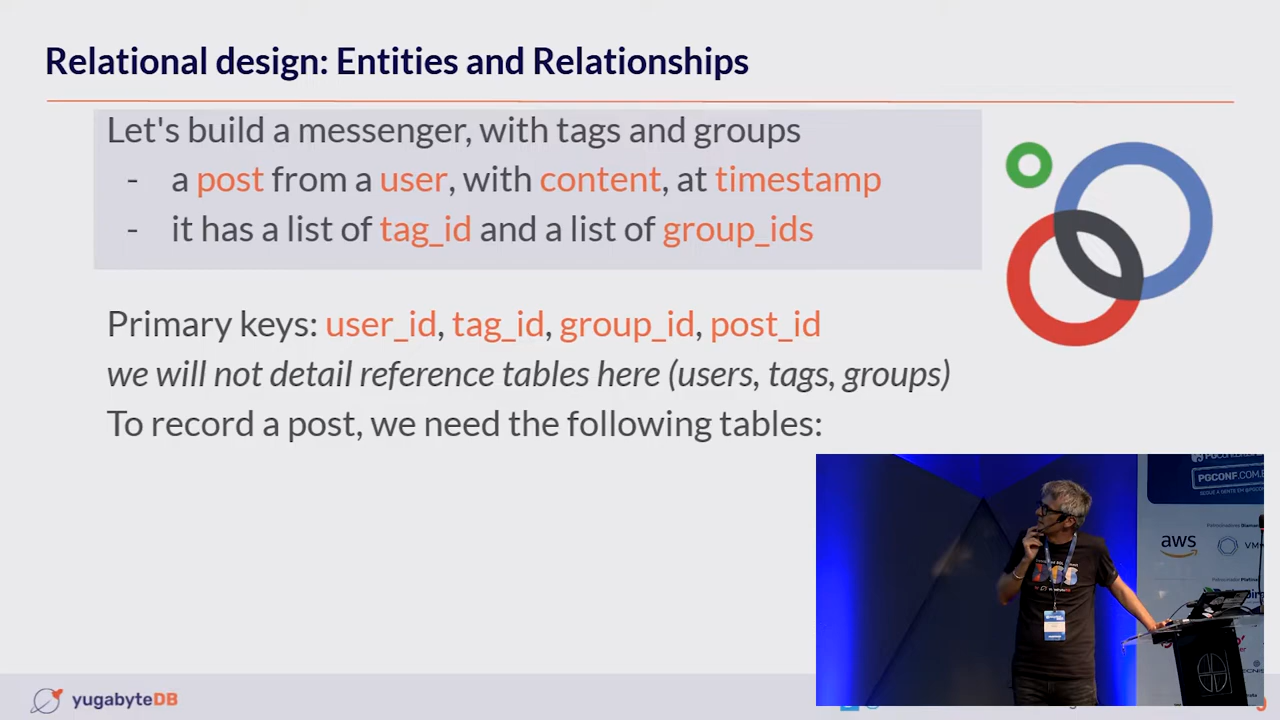 Relational design: Entities and Relationships
Let's build a messenger, with tags and groups
- a post from a user, with content, at timestamp
- it has a list of tag_id and a list of group_ids
Primary keys: user_id, tag_id, group_id, post_id
we will not detail reference tables here (users, tags, groups)
To record a post, we need the following tables:
PGCONF.COM
aws
yugabyteDB